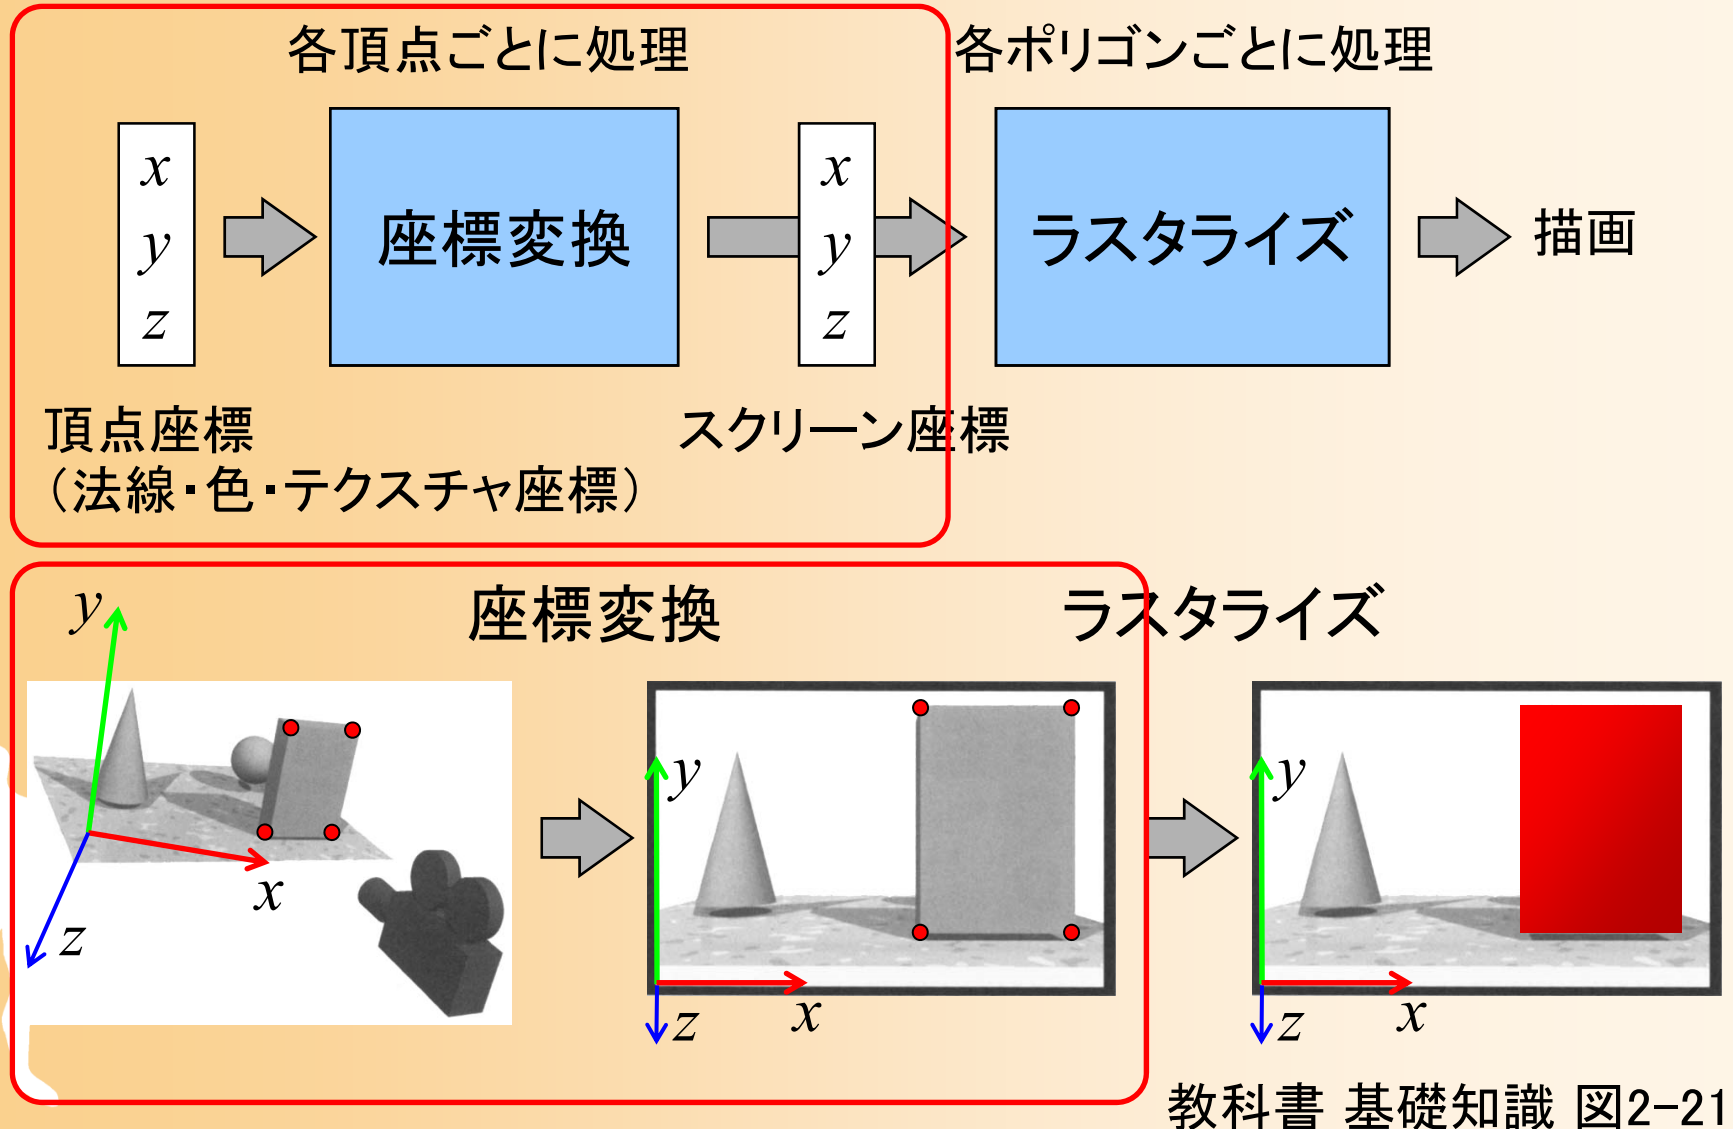 各頂点ごとに処理
各ポリゴンごとに処理
x
y
z
座標変換
x
y
z
ラスタライズ
描画
頂点座標
（法線・色・テクスチャ座標）
スクリーン座標
座標変換
ラスタライズ
y
x
z
y
x
z
y
x
z
教科書 基礎知識 図2-21